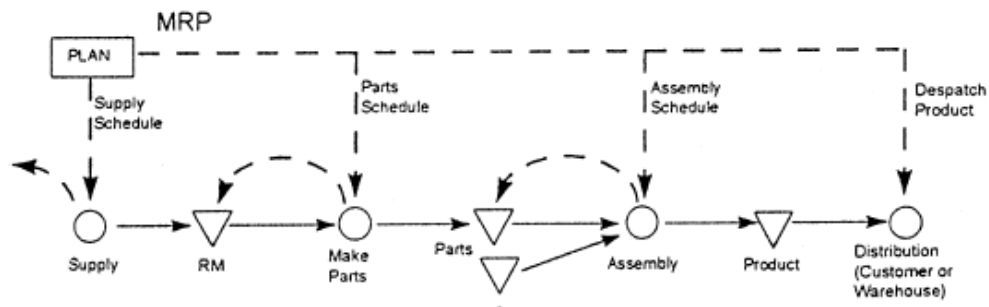 MRP
PLAN
Supply
Schedule
Parts
Schedule
Assembly
Schedule
Despatch
Product
Supply
RM
Make
Parts
Parts
Assembly
Product
Distribution
(Customer or
Warehouse)